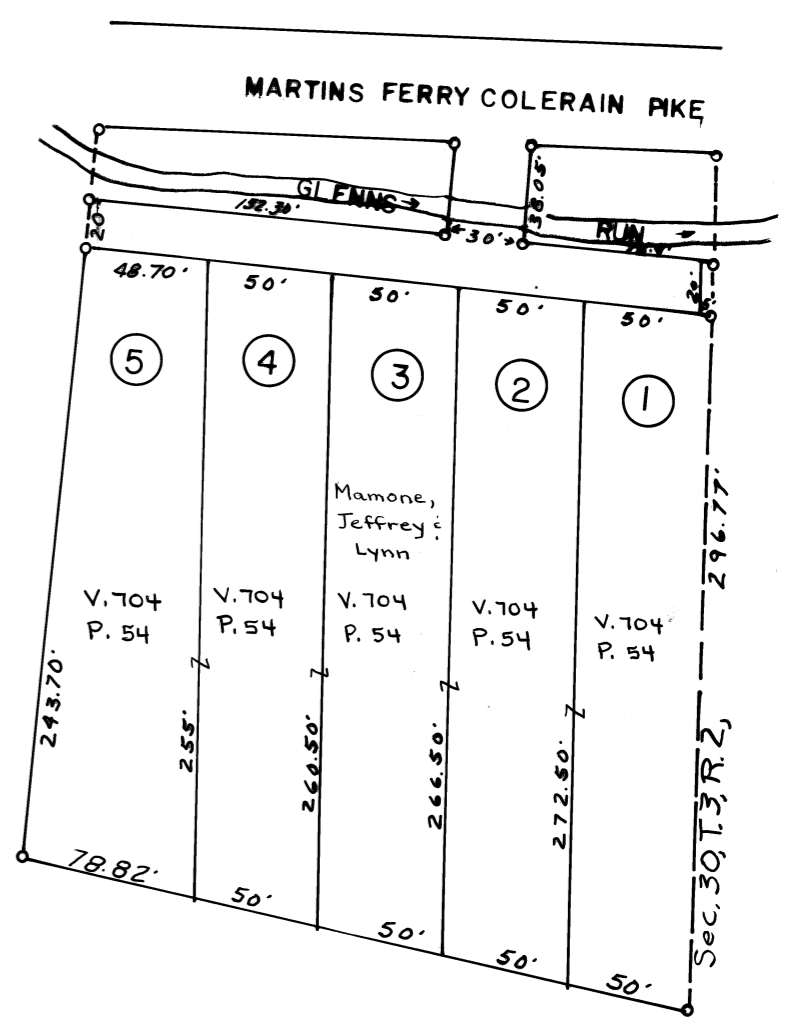 MARTINS FERRY COLERAIN PIKE
38.05'
GLENNS
152.30'
RUN
20'
30'
20'
5'
48.70'
50'
50'
50'
50'
5
4
3
2
1
Mamone,
Jeffrey &
Lynn
296.77'
V.704
P. 54
V.704
P. 54
V. 704
P. 54
V.704
P. 54
V.704
P. 54
243.70'
255'
260.50'
266.50'
272.50'
Sec, 30, T.3, R.2,
78.82'
50'
50'
50'
50'